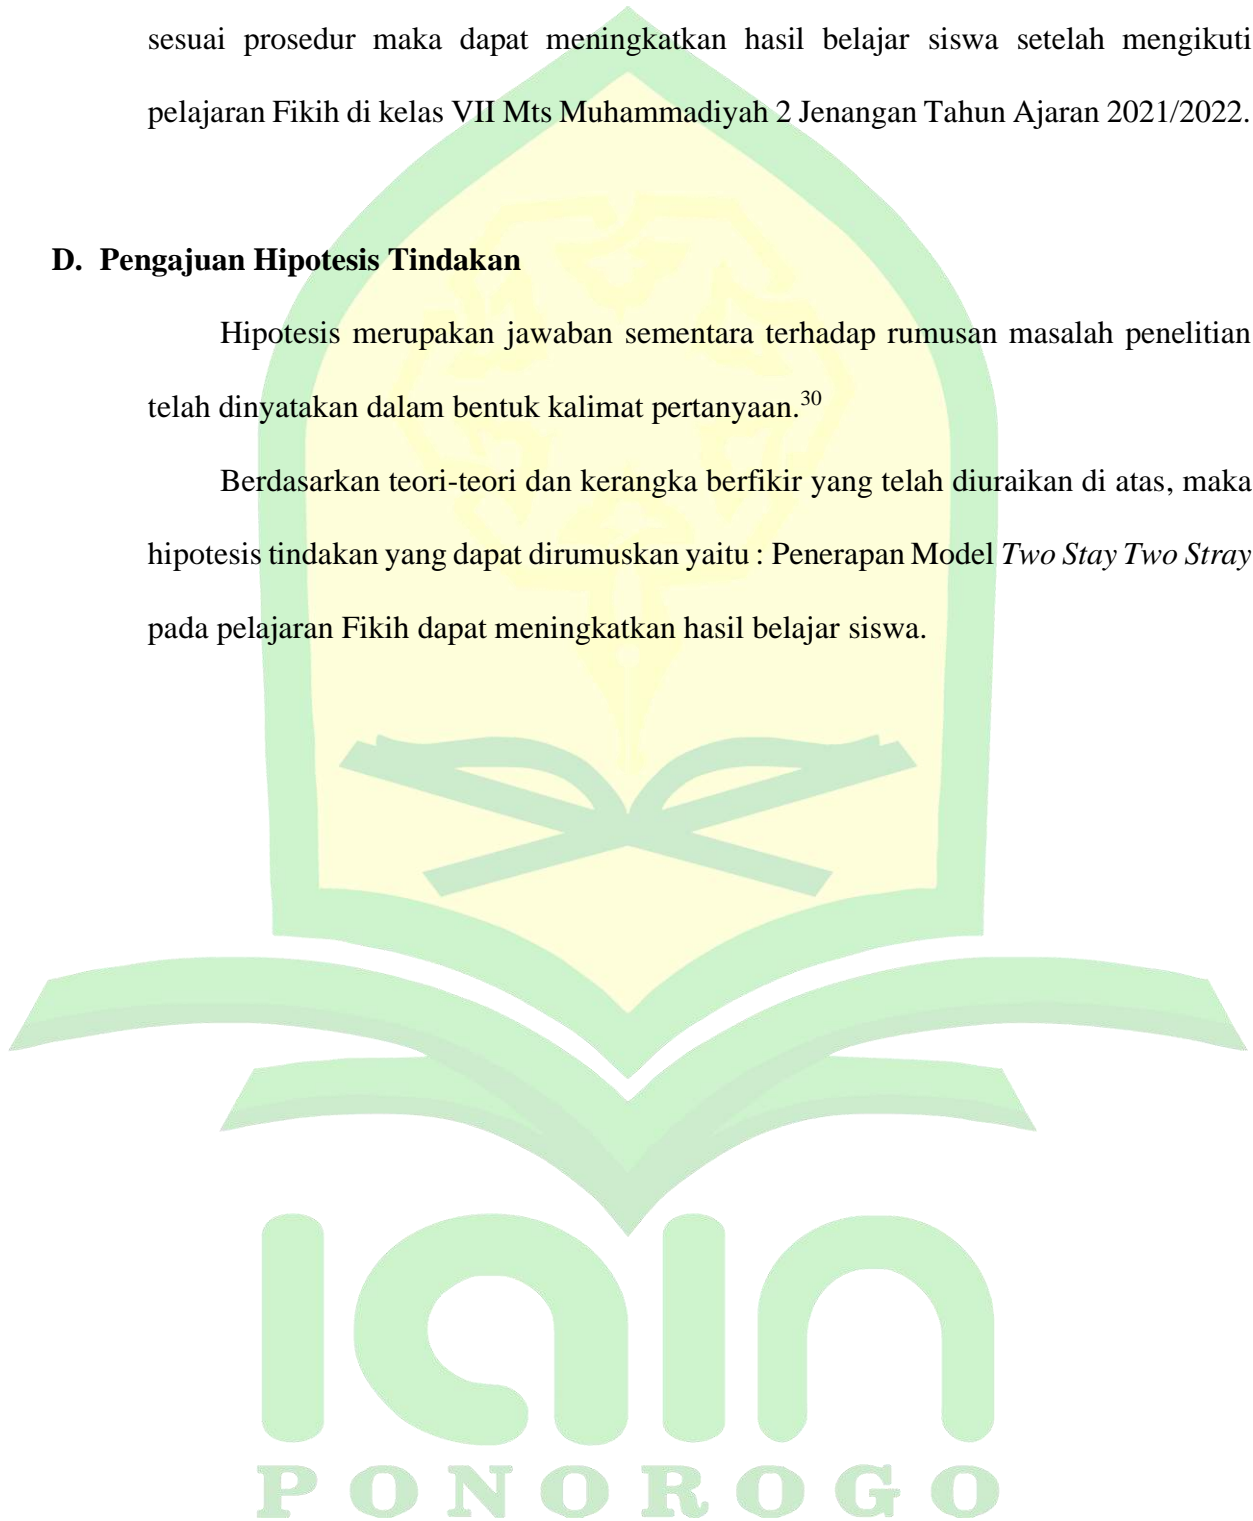 sesuai prosedur maka dapat meningkatkan hasil belajar siswa setelah mengikuti
pelajaran Fikih di kelas VII Mts Muhammadiyah 2 Jenangan Tahun Ajaran 2021/2022.
D. Pengajuan Hipotesis Tindakan
Hipotesis merupakan jawaban sementara terhadap rumusan masalah penelitian
telah dinyatakan dalam bentuk kalimat pertanyaan.30
Berdasarkan teori-teori dan kerangka berfikir yang telah diuraikan di atas, maka
hipotesis tindakan yang dapat dirumuskan yaitu : Penerapan Model Two Stay Two Stray
pada pelajaran Fikih dapat meningkatkan hasil belajar siswa.
iain
PONOROGO